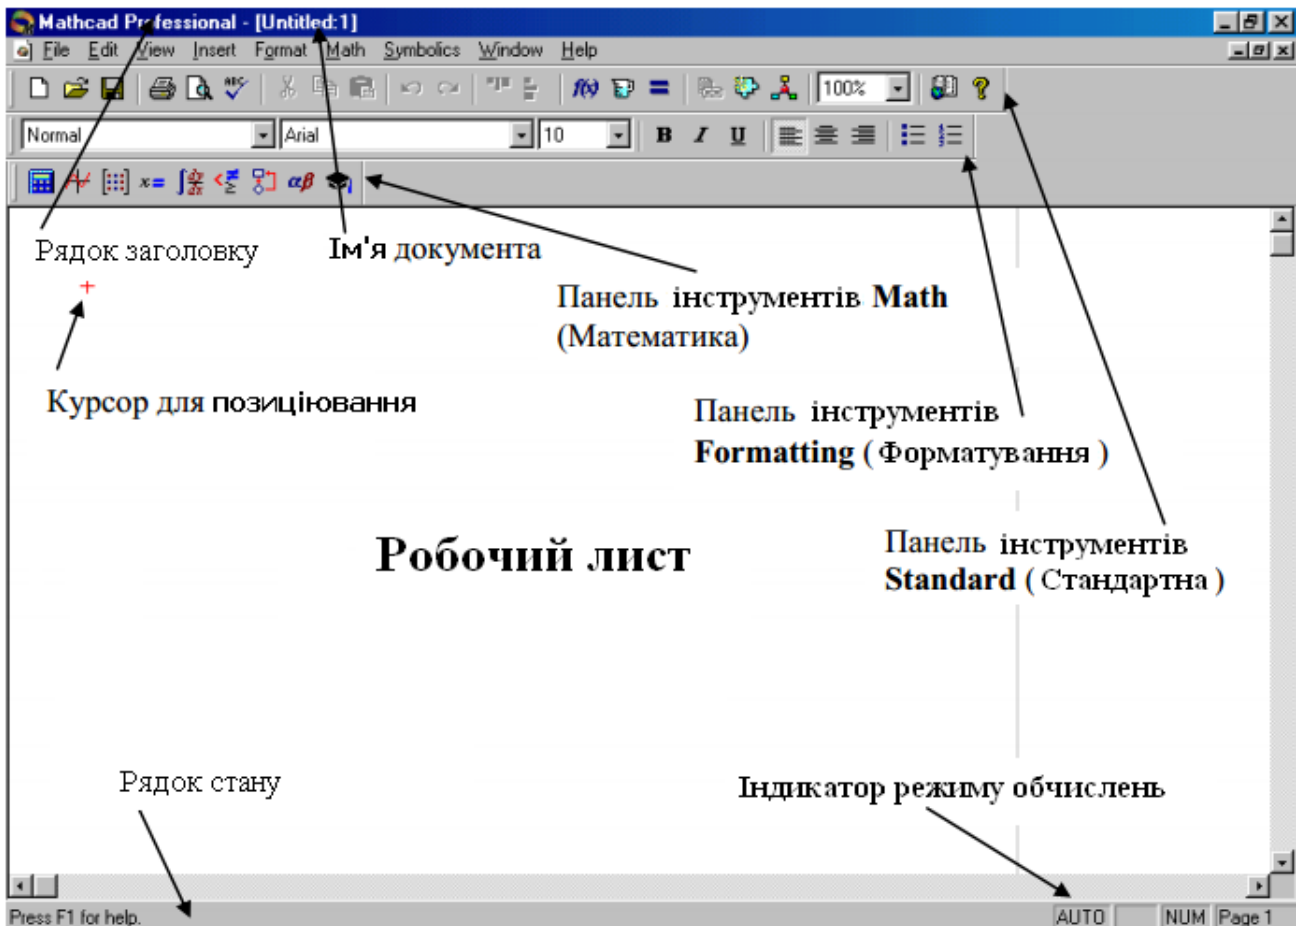 Mathcad Professional - [Untitled:1]
File Edit View Insert Format Math Symbolics Window Help
100%
Normal Arial 10 B I U
Рядок заголовку
Ім'я документа
Панель інструментів Math
(Математика)
Курсор для позиціювання
Панель інструментів
Formatting ( Форматування )
Робочий лист
Панель інструментів
Standard ( Стандартна )
Рядок стану
Індикатор режиму обчислень
Press F1 for help. AUTO NUM Page 1